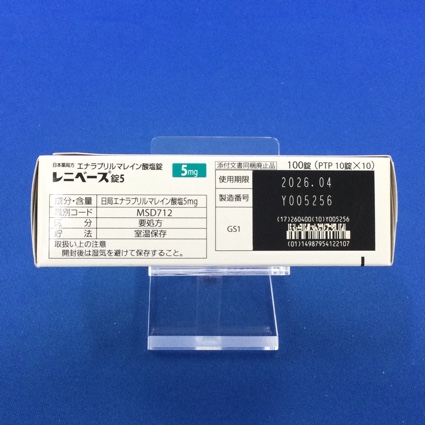 日本薬局方 エナラプリルマレイン酸塩錠
レニベース®錠5
5mg
成分・含量 日局エナラプリルマレイン酸塩5mg
識別コード MSD712
区分 要処方
貯法 室温保存
取扱い上の注意
開封後は湿気を避けて保存すること。
添付文書同梱廃止品
100錠(PTP 10錠×10)
使用期限 2026.04
製造番号 Y005256
GS1
(17)260400(10)Y005256
(01)14987954122107